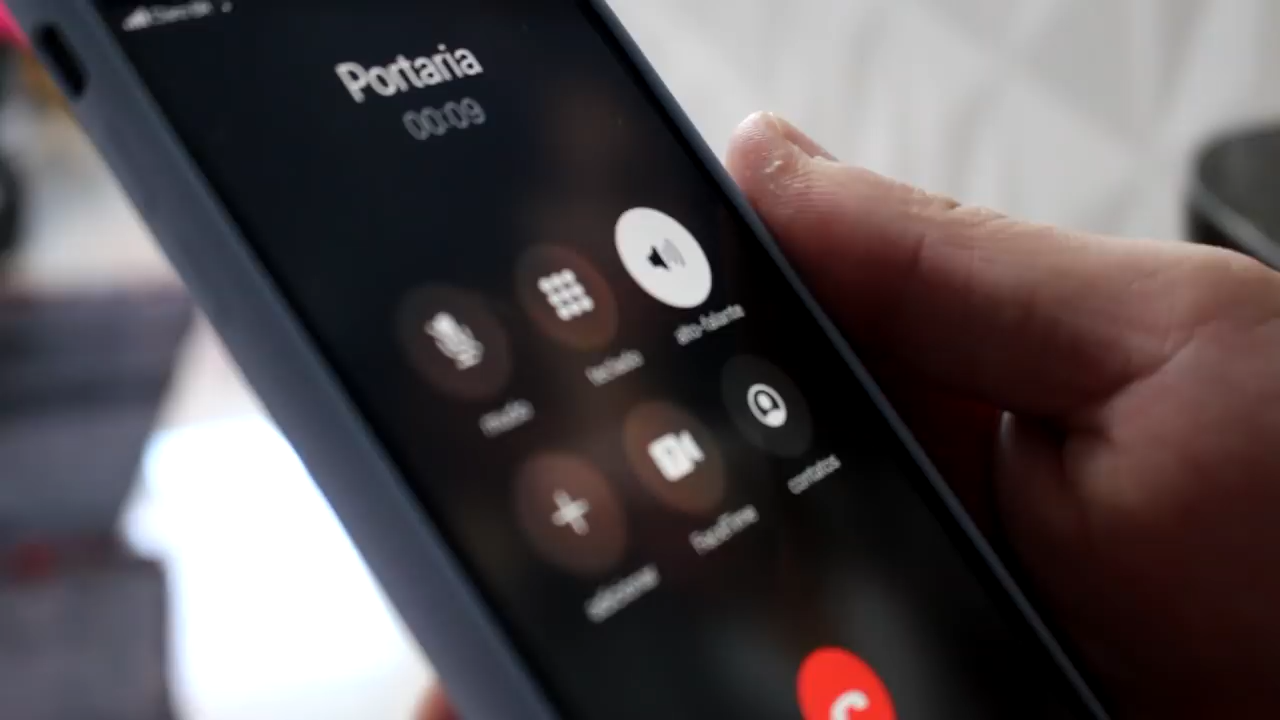 Portaria
00:09
mudo
teclado
alto-falante
adicionar
FaceTime
contatos